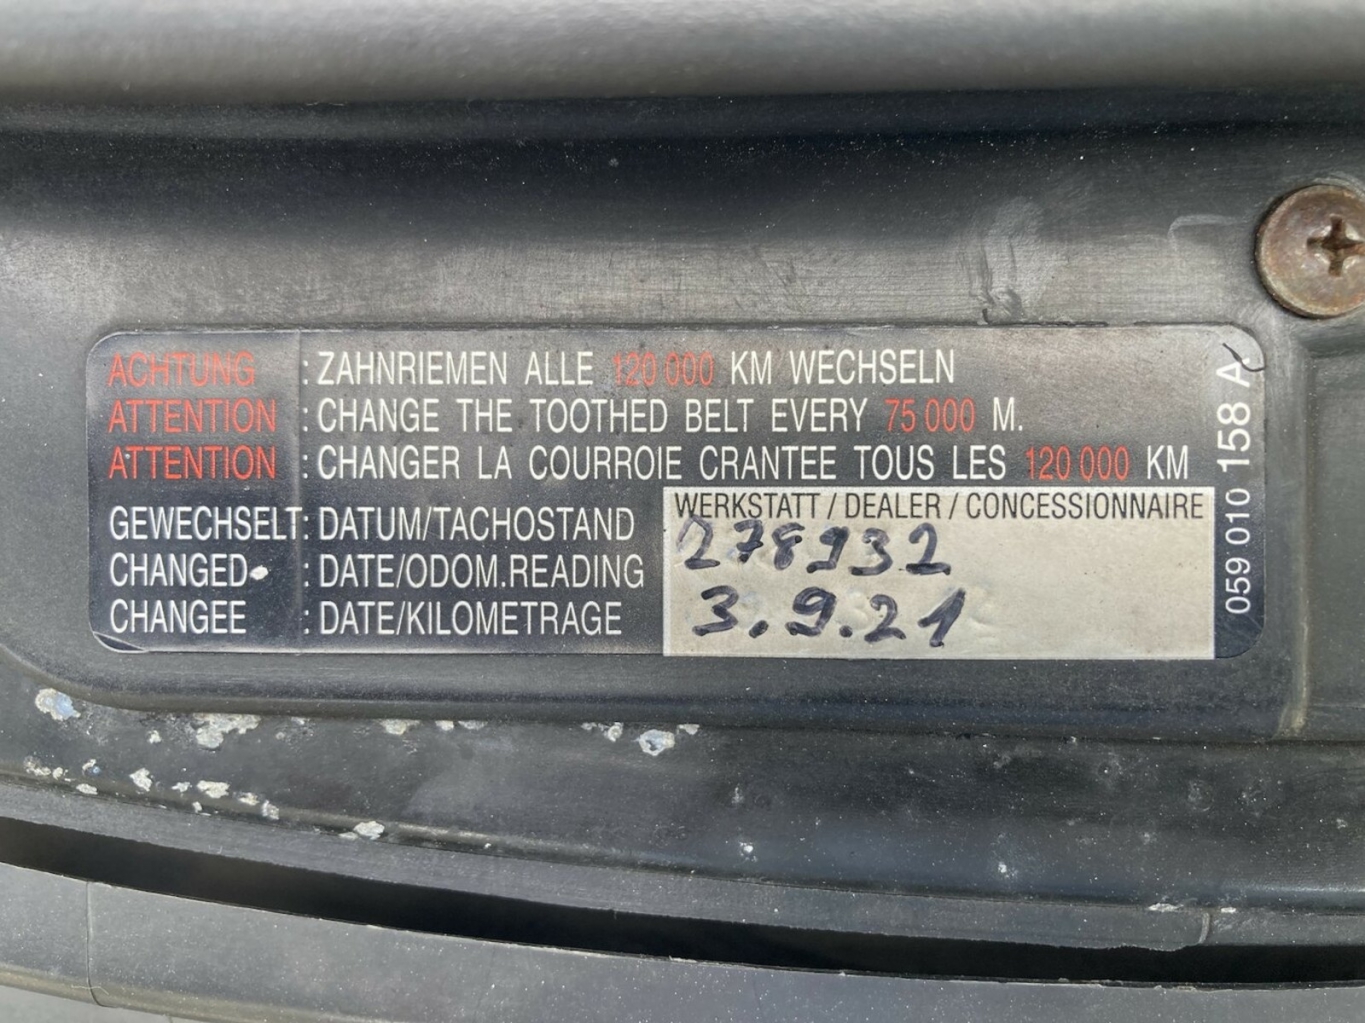 ACHTUNG : ZAHNRIEMEN ALLE 120 000 KM WECHSELN
ATTENTION : CHANGE THE TOOTHED BELT EVERY 75 000 M.
ATTENTION : CHANGER LA COURROIE CRANTEE TOUS LES 120 000 KM
GEWECHSELT : DATUM/TACHOSTAND
CHANGED : DATE/ODOM.READING
CHANGEE : DATE/KILOMETRAGE
WERKSTATT / DEALER / CONCESSIONNAIRE
278932
3.9.21
059 010 158 A